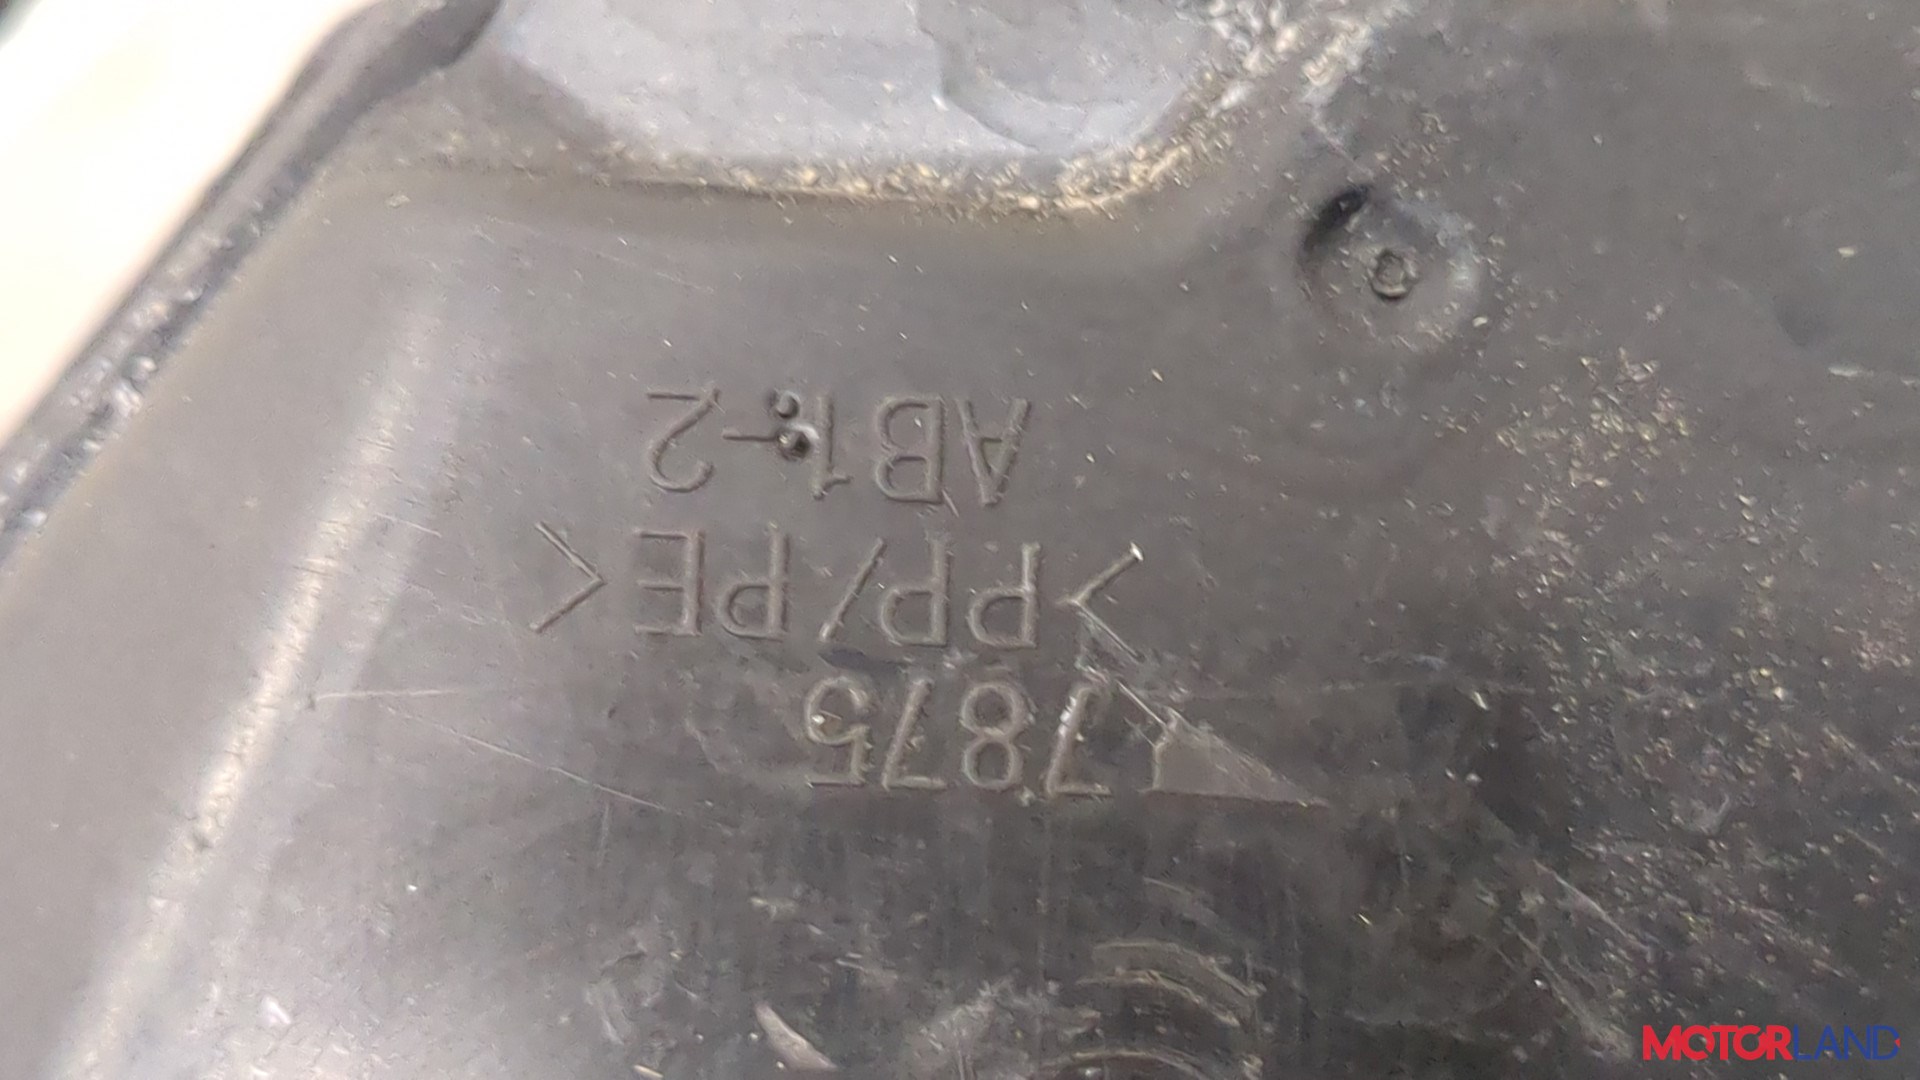 7875
>PP/PE<
AB1-2
MOTORLAND